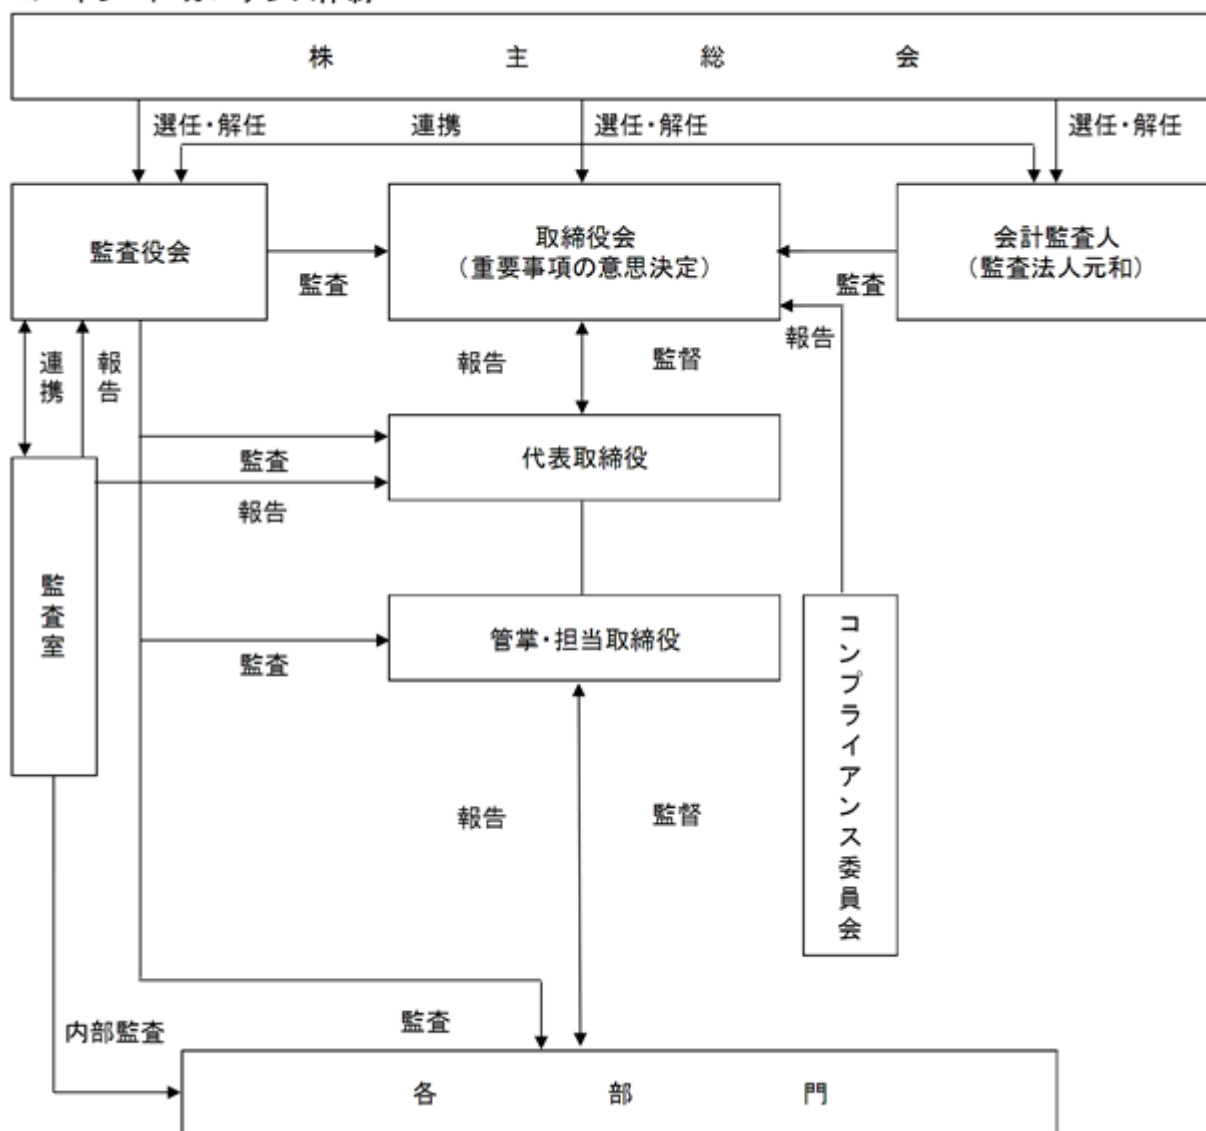 株主総会
選任・解任
連携
選任・解任
選任・解任
監査役会
取締役会
（重要事項の意思決定）
会計監査人
（監査法人元和）
監査
監査
連携
報告
報告
監督
報告
代表取締役
監査
報告
監査室
管掌・担当取締役
監査
コンプライアンス委員会
報告
監督
内部監査
監査
各部門